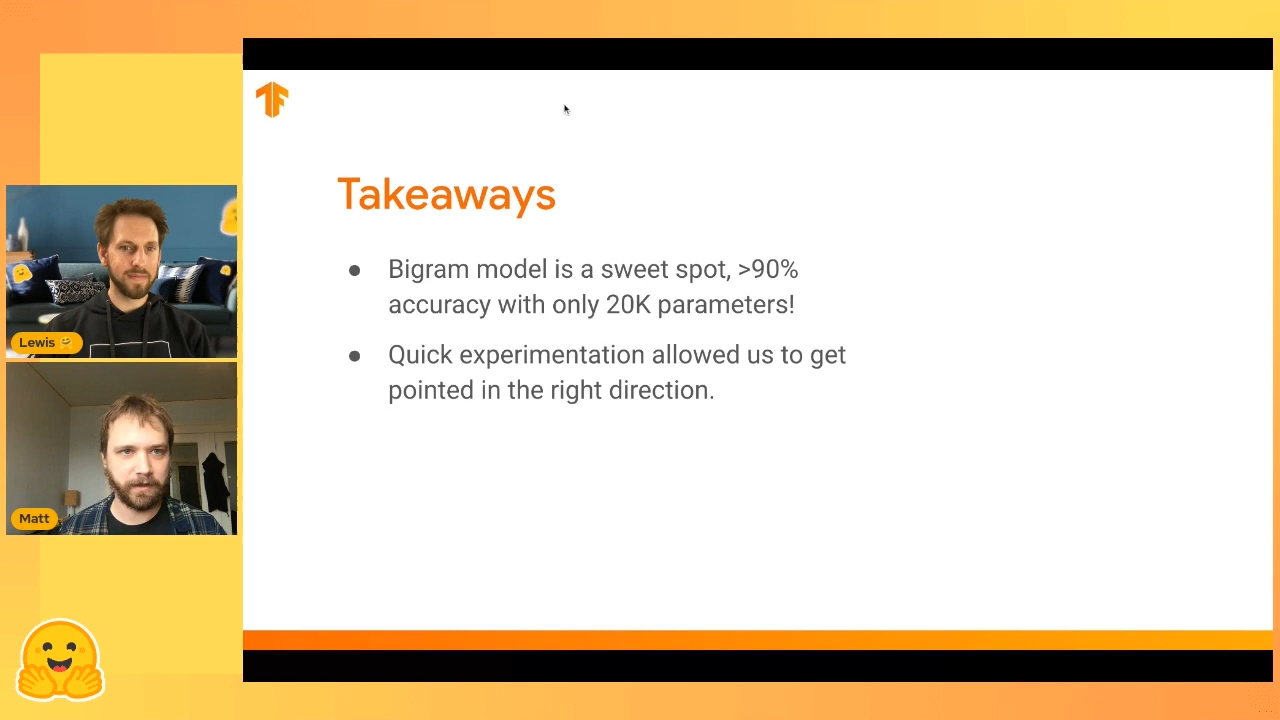 Takeaways
● Bigram model is a sweet spot, >90%
accuracy with only 20K parameters!
● Quick experimentation allowed us to get
pointed in the right direction.
Lewis 🤗
Matt